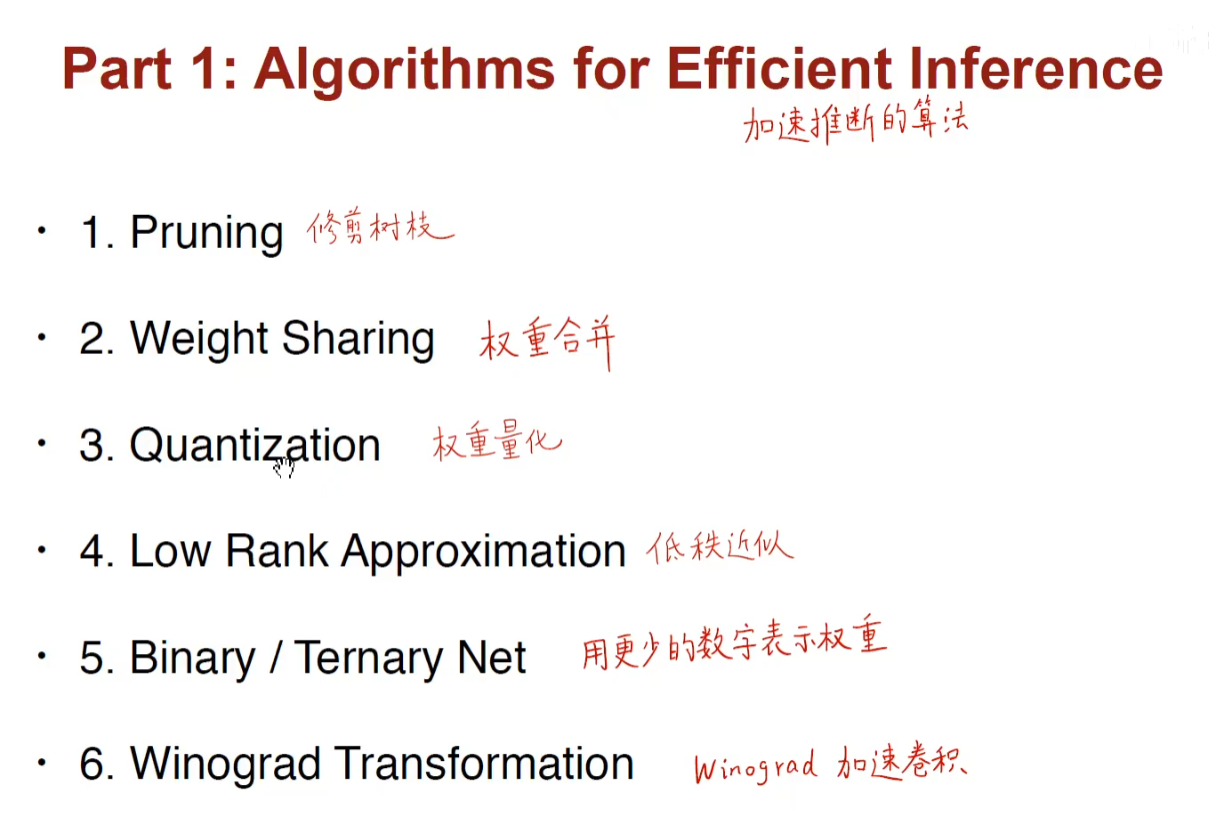 Part 1: Algorithms for Efficient Inference
加速推断的算法
• 1. Pruning 修剪树枝
• 2. Weight Sharing 权重合并
• 3. Quantization 权重量化
• 4. Low Rank Approximation 低秩近似
• 5. Binary / Ternary Net 用更少的数字表示权重
• 6. Winograd Transformation Winograd 加速卷积